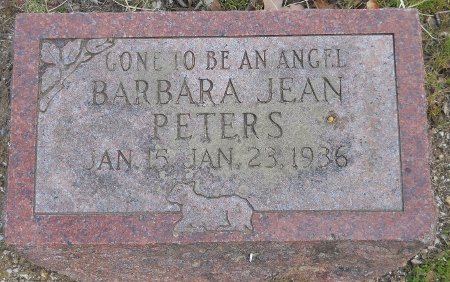 GONE TO BE AN ANGEL
BARBARA JEAN
PETERS
JAN. 15, JAN. 23, 1936